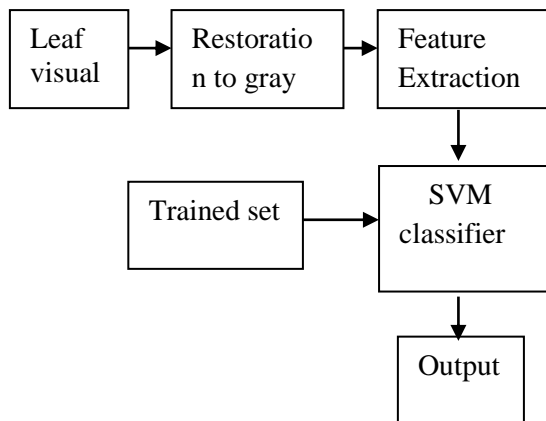 Leaf
visual
Restoratio
n to gray
Feature
Extraction
Trained set
SVM
classifier
Output